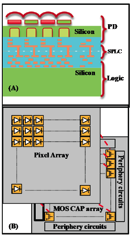 PD
Silicon
SPLC
Silicon
Logic
(A)
Pixel Array
Periphery circuits
MOS CAP array
(B)
Periphery circuits